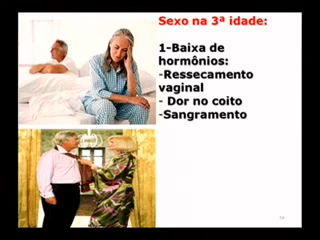 Sexo na 3ª idade:
1-Baixa de
hormônios:
-Ressecamento
vaginal
- Dor no coito
-Sangramento